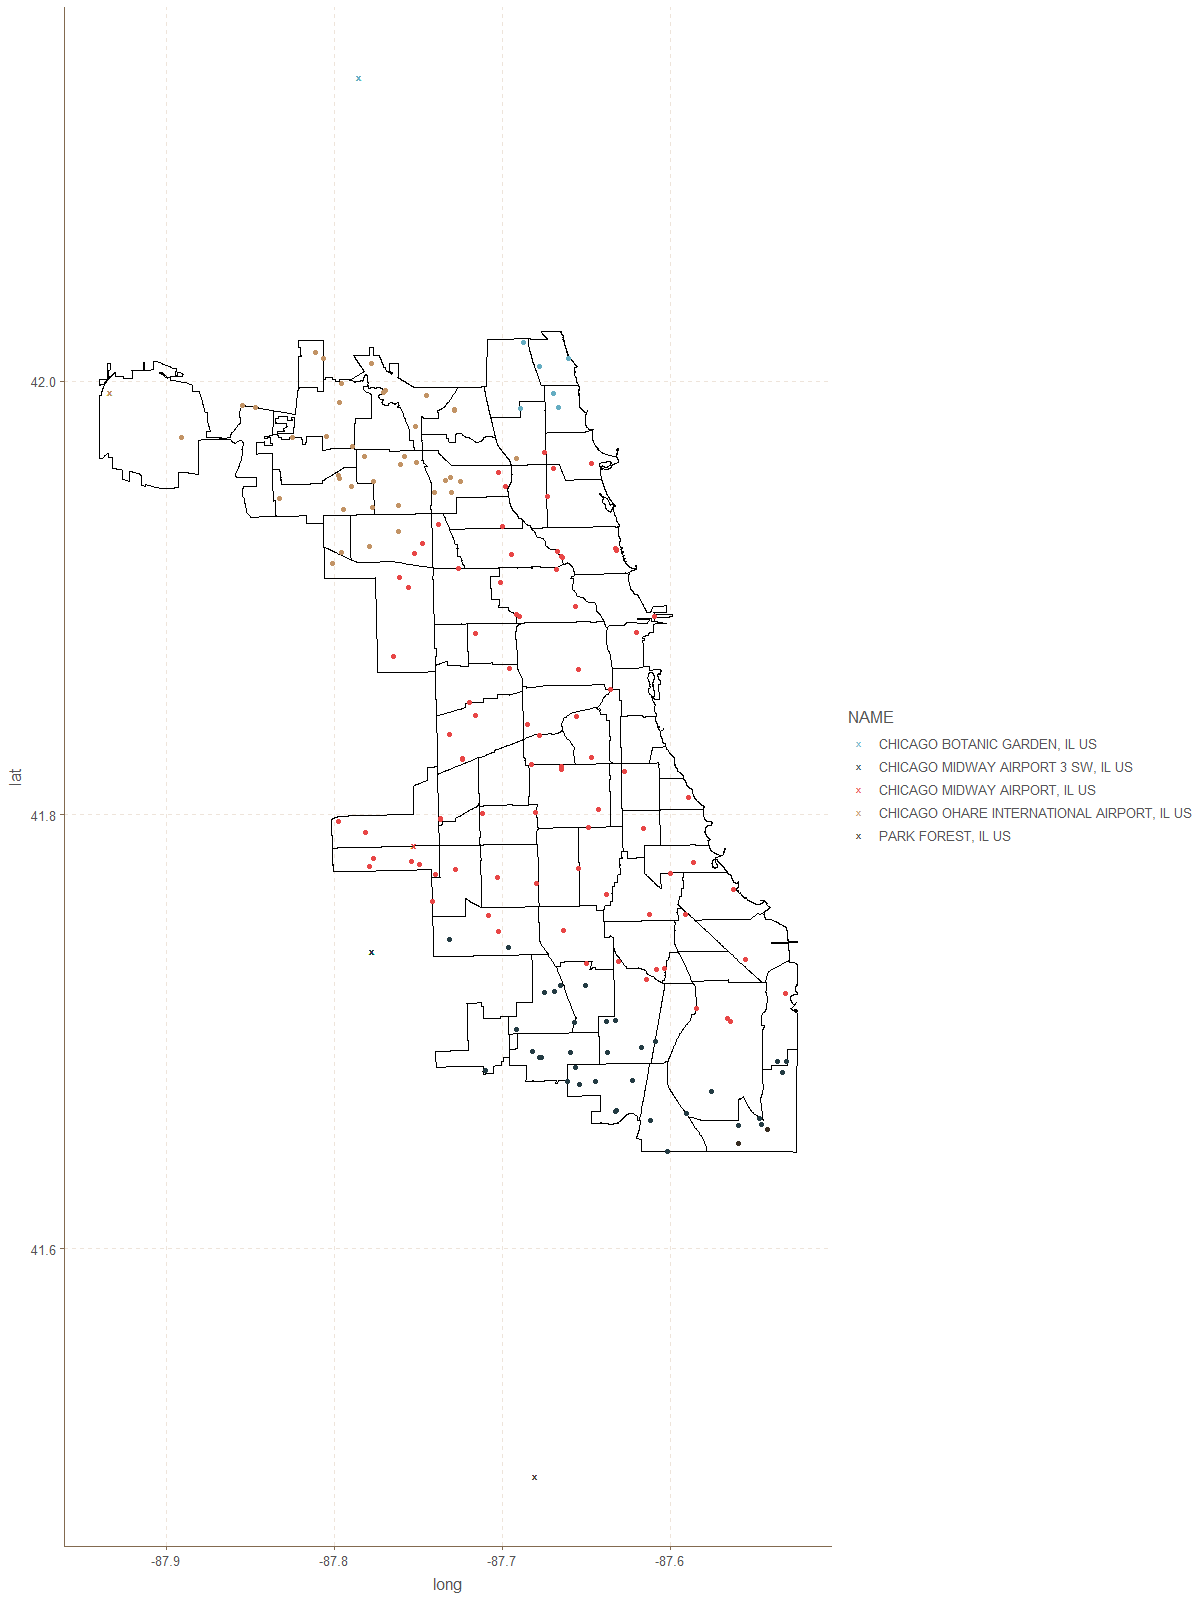 42.0
41.8
41.6
lat
-87.9
-87.8
-87.7
-87.6
long
NAME
x CHICAGO BOTANIC GARDEN, IL US
x CHICAGO MIDWAY AIRPORT 3 SW, IL US
x CHICAGO MIDWAY AIRPORT, IL US
x CHICAGO OHARE INTERNATIONAL AIRPORT, IL US
x PARK FOREST, IL US